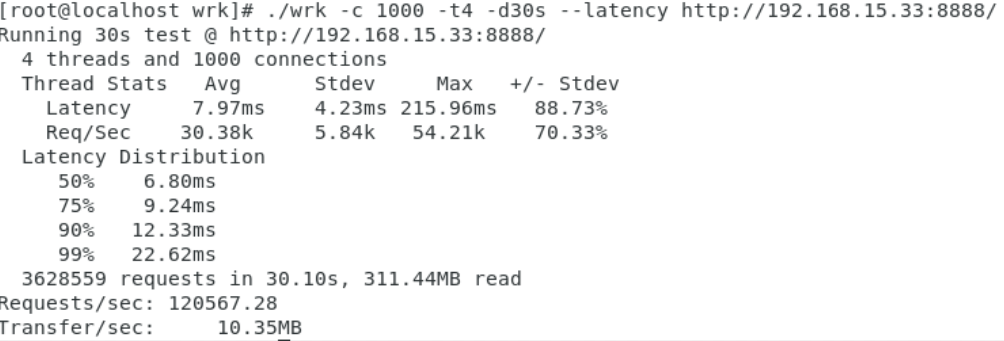 [root@localhost wrk]# ./wrk -c 1000 -t4 -d30s --latency http://192.168.15.33:8888/
Running 30s test @ http://192.168.15.33:8888/
  4 threads and 1000 connections
  Thread Stats   Avg      Stdev     Max   +/- Stdev
    Latency     7.97ms    4.23ms 215.96ms   88.73%
    Req/Sec    30.38k     5.84k   54.21k    70.33%
  Latency Distribution
     50%    6.80ms
     75%    9.24ms
     90%   12.33ms
     99%   22.62ms
  3628559 requests in 30.10s, 311.44MB read
Requests/sec: 120567.28
Transfer/sec:     10.35MB